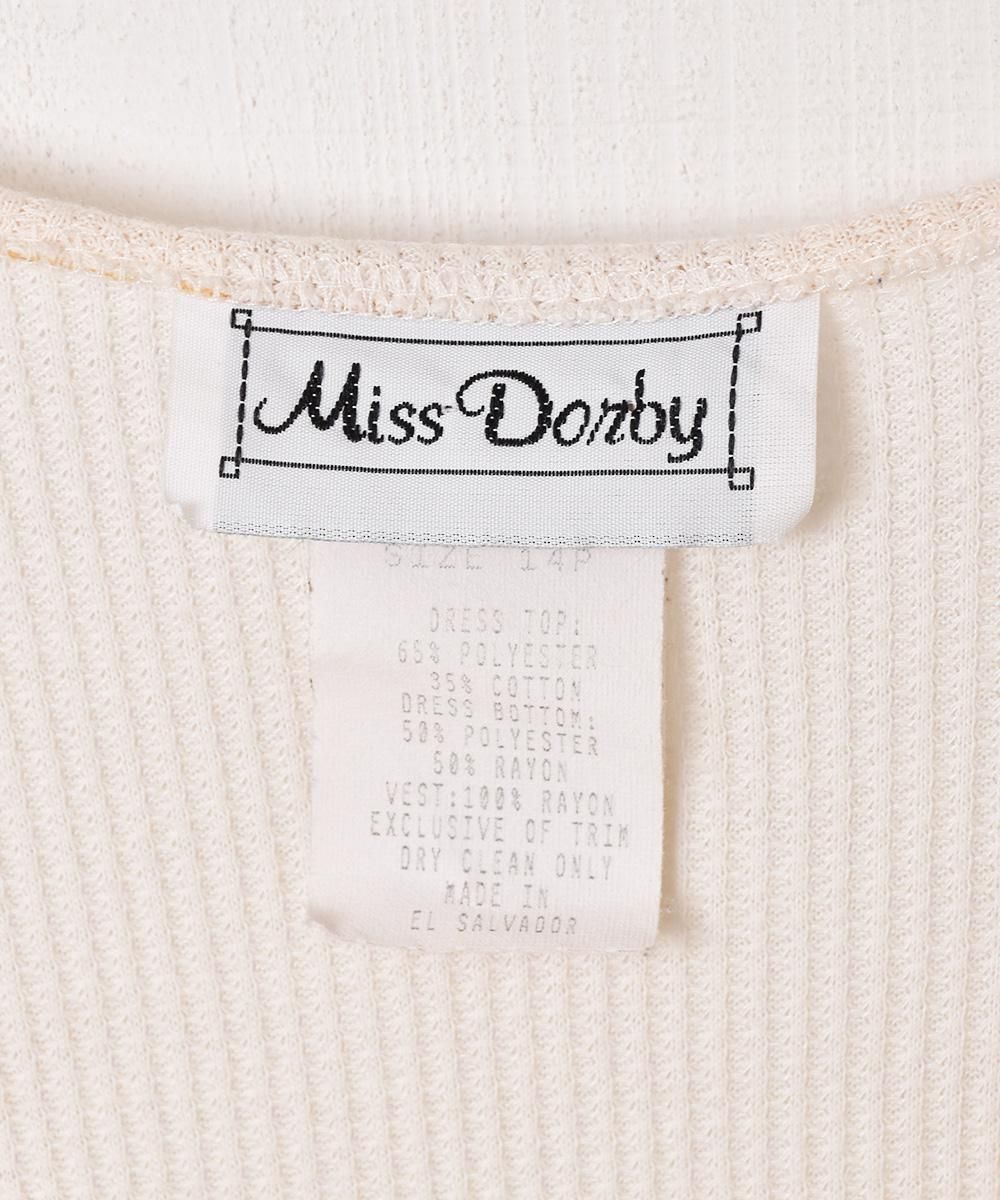 Miss Dorby
SIZE 14P
DRESS TOP:
65% POLYESTER
35% COTTON
DRESS BOTTOM:
50% POLYESTER
50% RAYON
VEST:100% RAYON
EXCLUSIVE OF TRIM
DRY CLEAN ONLY
MADE IN
EL SALVADOR